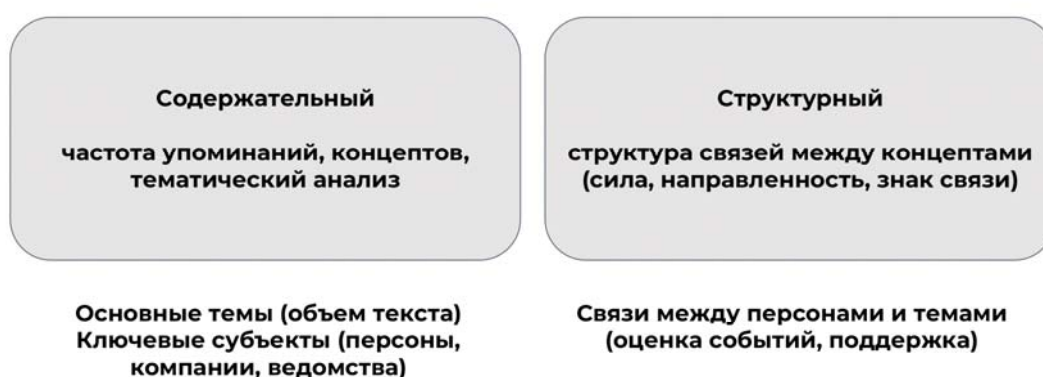 Содержательный
частота упоминаний, концептов,
тематический анализ
Структурный
структура связей между концептами
(сила, направленность, знак связи)
Основные темы (объем текста)
Ключевые субъекты (персоны,
компании, ведомства)
Связи между персонами и темами
(оценка событий, поддержка)